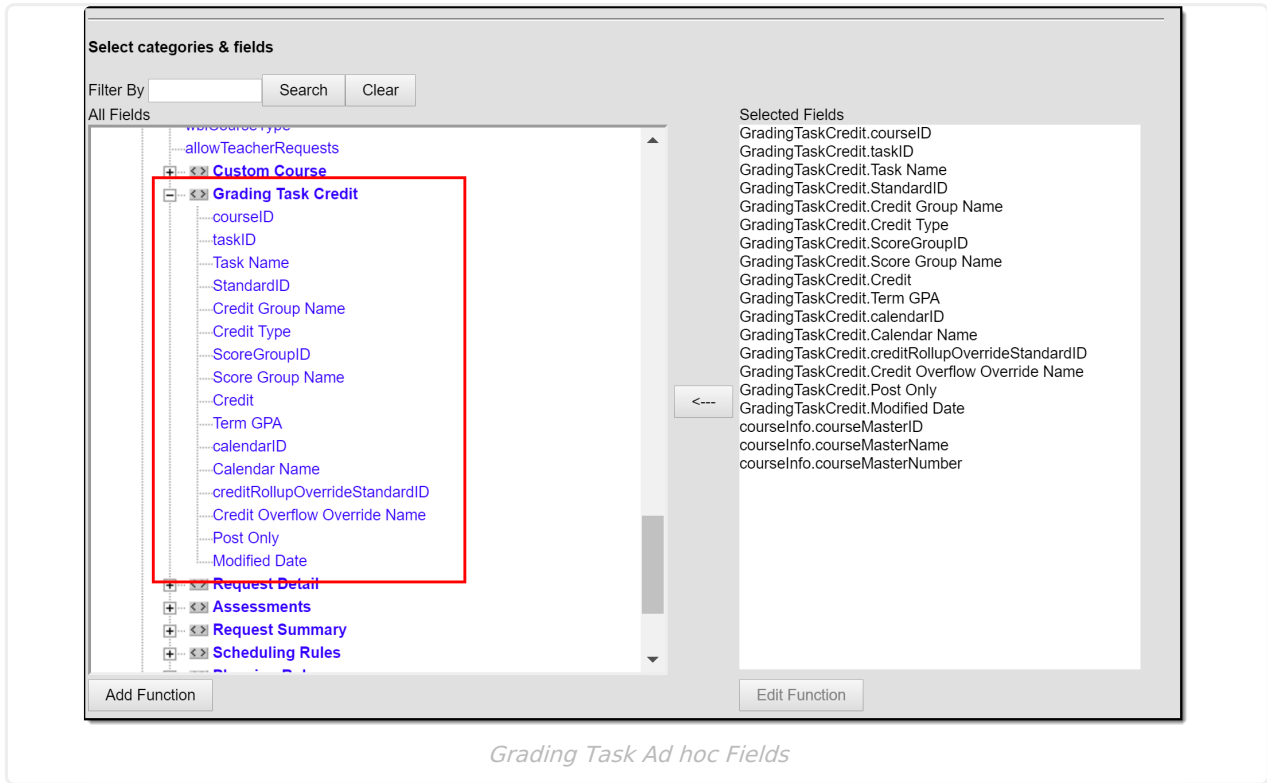 Select categories & fields
Filter By
Search
Clear
All Fields
allowTeacherRequests
Custom Course
Grading Task Credit
courseID
taskID
Task Name
StandardID
Credit Group Name
Credit Type
ScoreGroupID
Score Group Name
Credit
Term GPA
calendarID
Calendar Name
creditRollupOverrideStandardID
Credit Overflow Override Name
Post Only
Modified Date
Request Detail
Assessments
Request Summary
Scheduling Rules
Add Function
<---
Selected Fields
GradingTaskCredit.courseID
GradingTaskCredit.taskID
GradingTaskCredit.Task Name
GradingTaskCredit.StandardID
GradingTaskCredit.Credit Group Name
GradingTaskCredit.Credit Type
GradingTaskCredit.ScoreGroupID
GradingTaskCredit.Score Group Name
GradingTaskCredit.Credit
GradingTaskCredit.Term GPA
GradingTaskCredit.calendarID
GradingTaskCredit.Calendar Name
GradingTaskCredit.creditRollupOverrideStandardID
GradingTaskCredit.Credit Overflow Override Name
GradingTaskCredit.Post Only
GradingTaskCredit.Modified Date
courseInfo.courseMasterID
courseInfo.courseMasterName
courseInfo.courseMasterNumber
Edit Function
Grading Task Ad hoc Fields